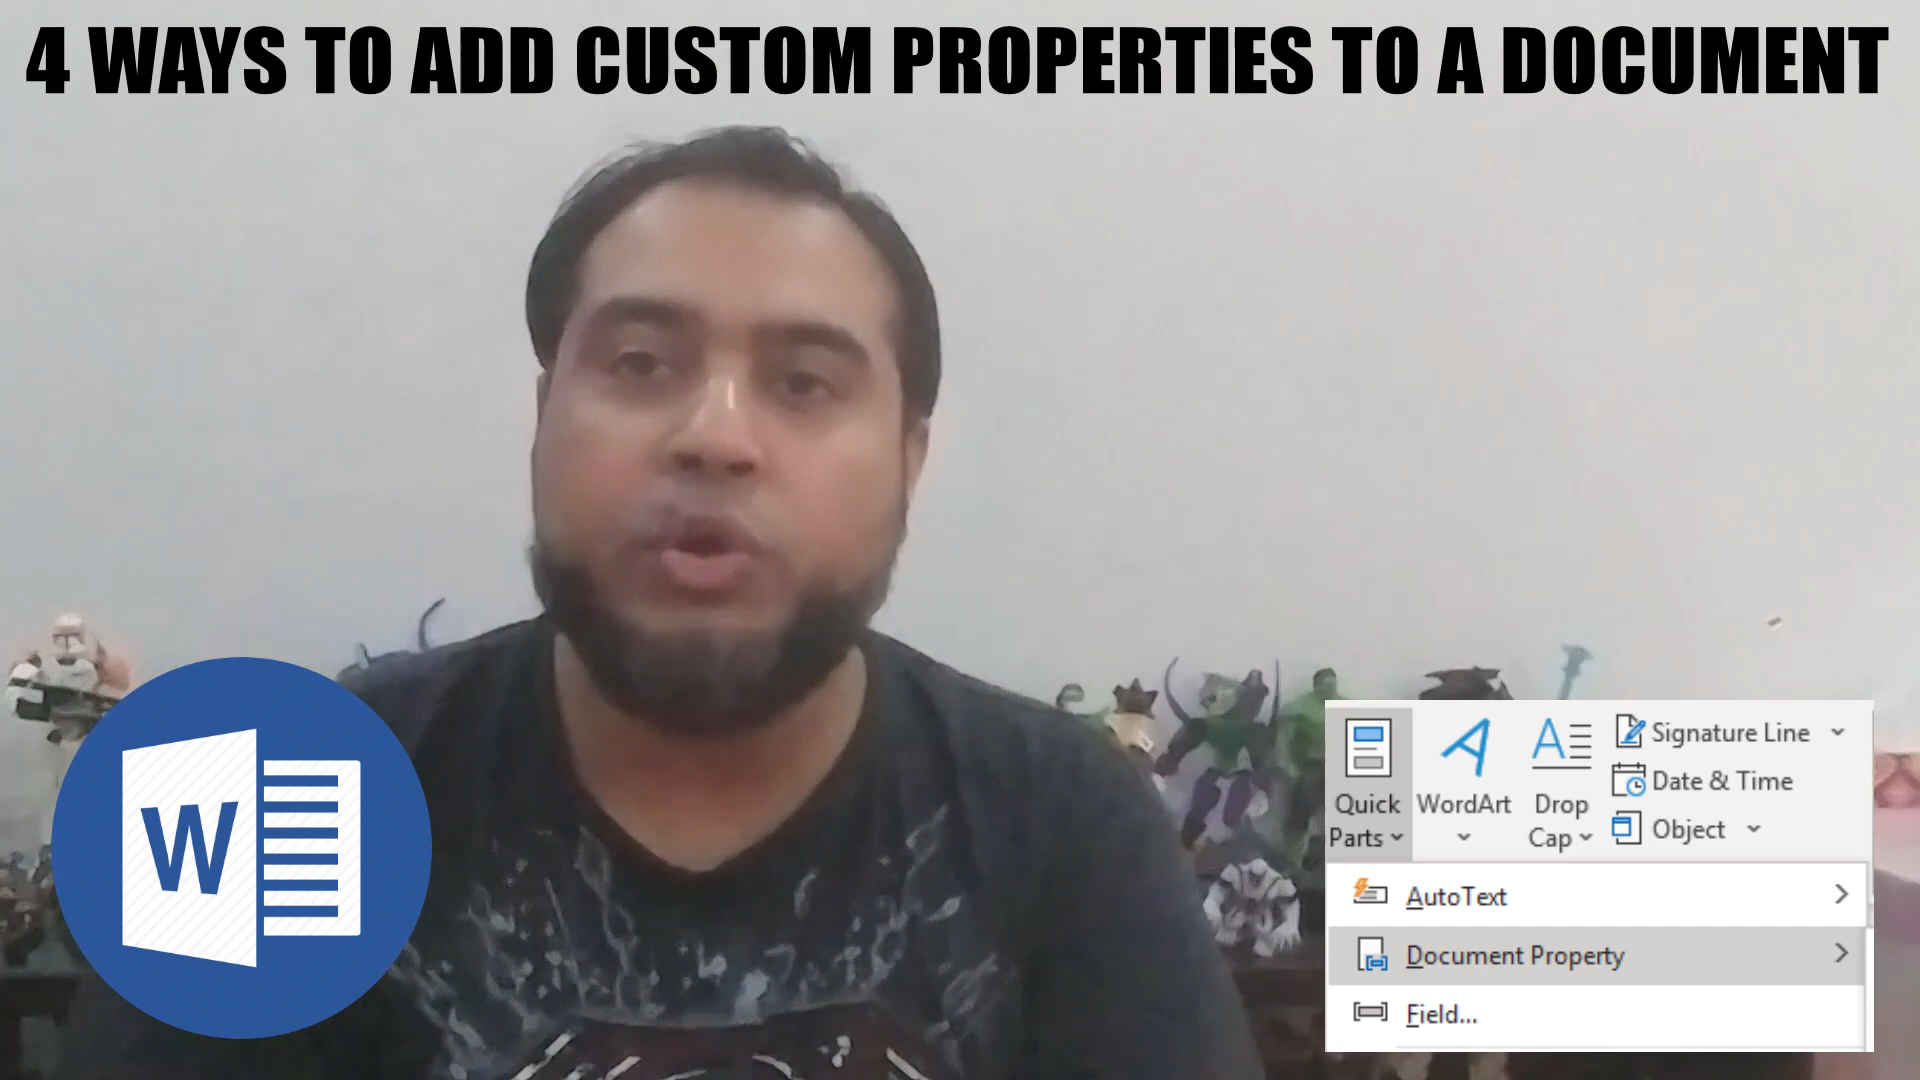 4 WAYS TO ADD CUSTOM PROPERTIES TO A DOCUMENT
W
Quick Parts
WordArt
Drop Cap
Signature Line
Date & Time
Object
AutoText
Document Property
Field...